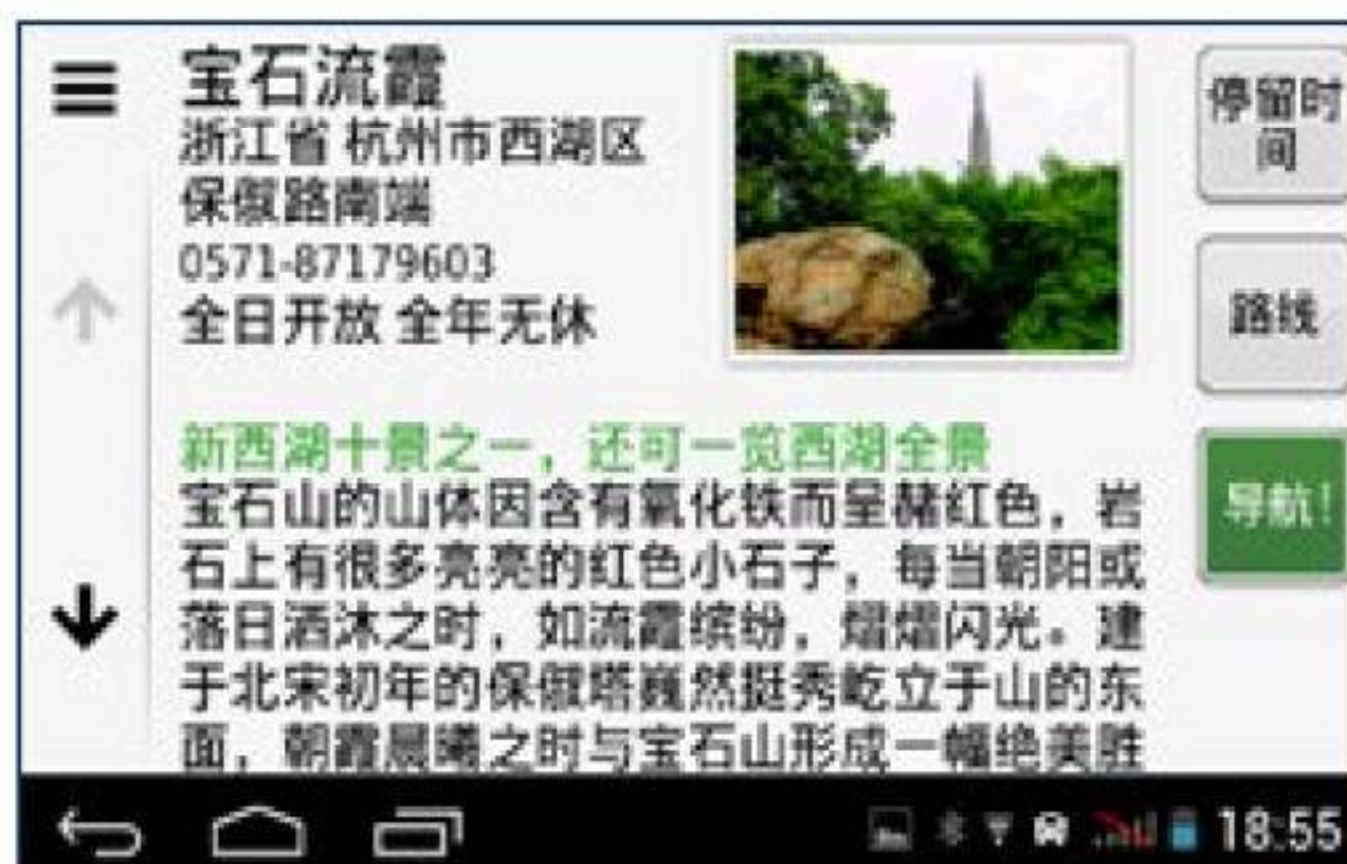 宝石流霞
浙江省 杭州市西湖区
保俶路南端
0571-87179603
全日开放 全年无休
新西湖十景之一，还可一览西湖全景
宝石山的山体因含有氧化铁而呈赭红色，岩
石上有很多亮亮的红色小石子，每当朝阳或
落日洒沐之时，如流霞缤纷，熠熠闪光。建
于北宋初年的保俶塔巍然挺秀屹立于山的东
面，朝霞晨曦之时与宝石山形成一幅绝美胜
停留时
间
路线
导航！
18:55